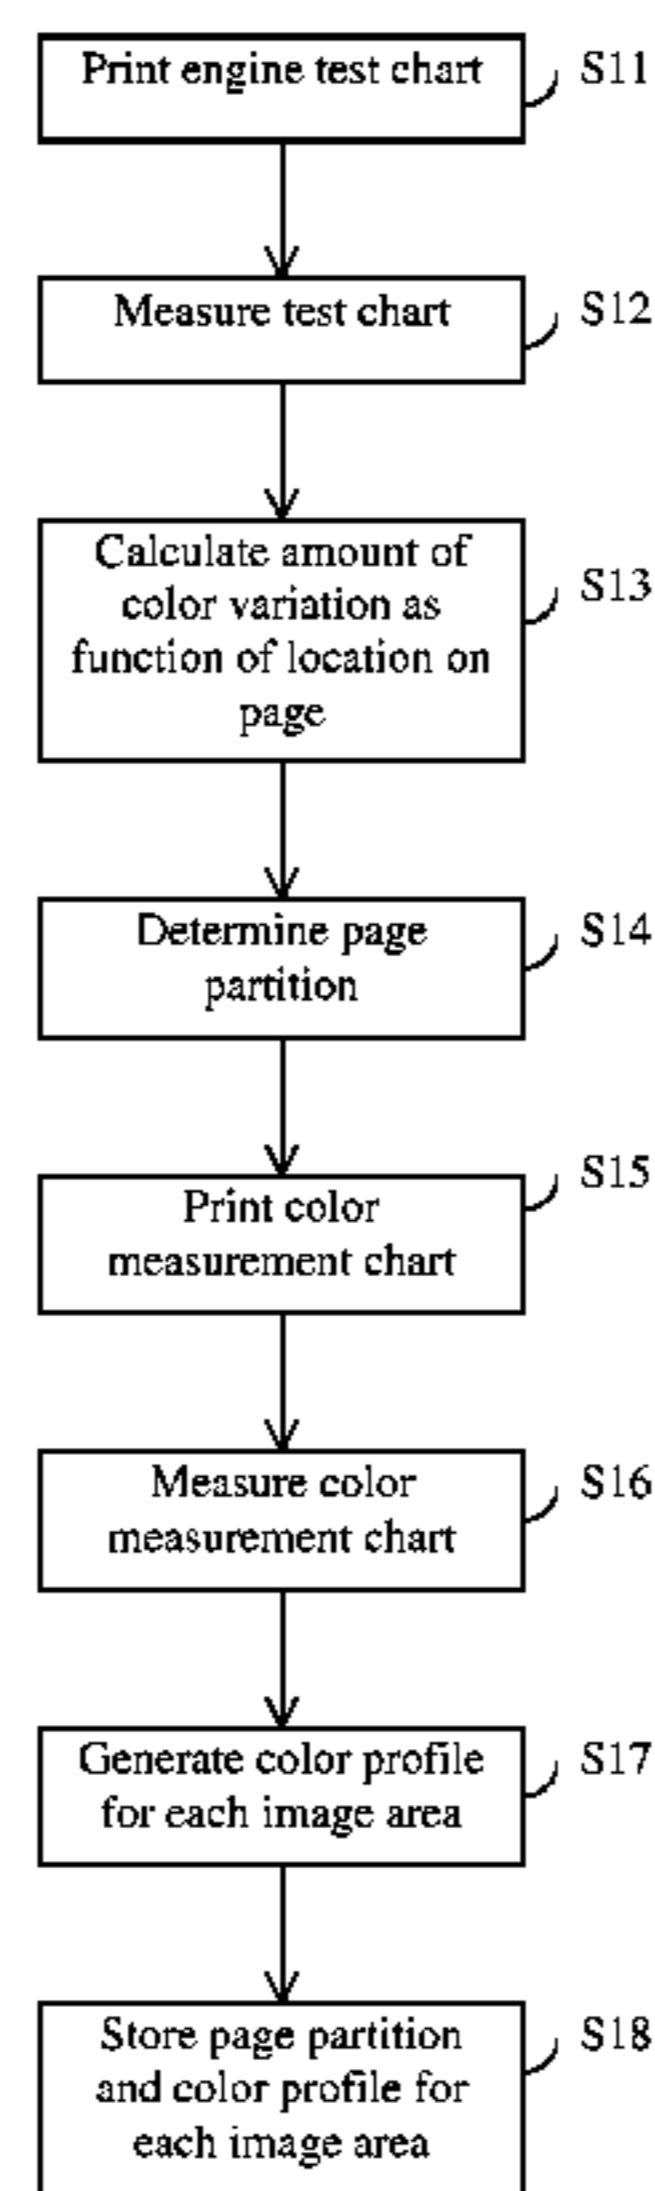 Print engine test chart
S11
Measure test chart
S12
Calculate amount of
color variation as
function of location on
page
S13
Determine page
partition
S14
Print color
measurement chart
S15
Measure color
measurement chart
S16
Generate color profile
for each image area
S17
Store page partition
and color profile for
each image area
S18